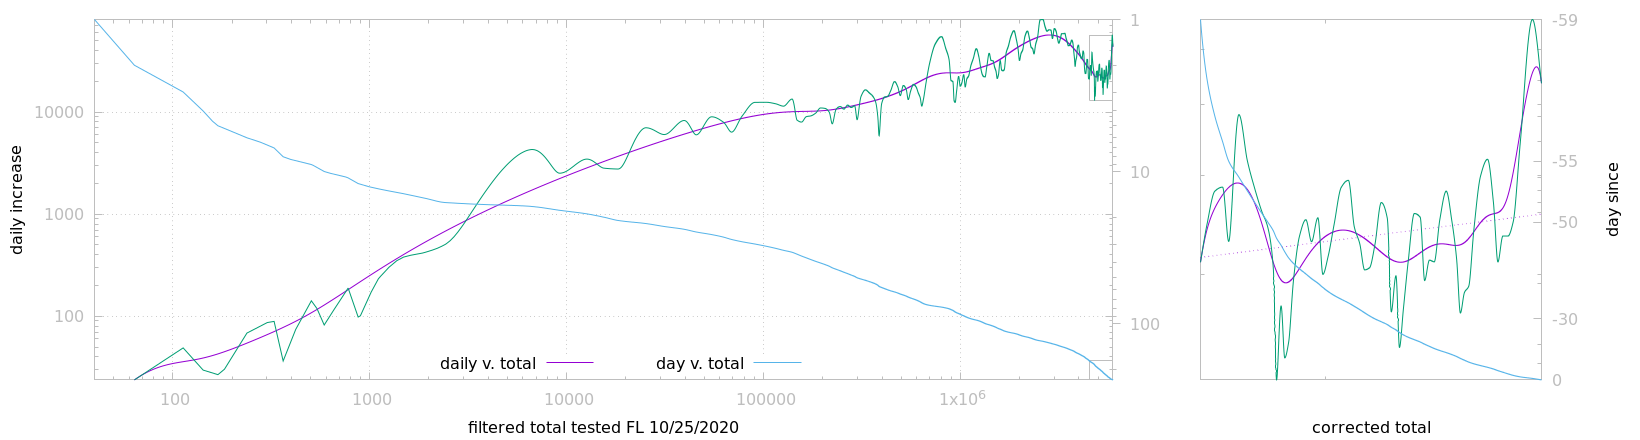 daily increase
10000
1000
100
100
1000
10000
100000
1x10⁶
1
10
100
daily v. total
day v. total
filtered total tested FL 10/25/2020
-59
-55
-50
-30
0
day since
corrected total